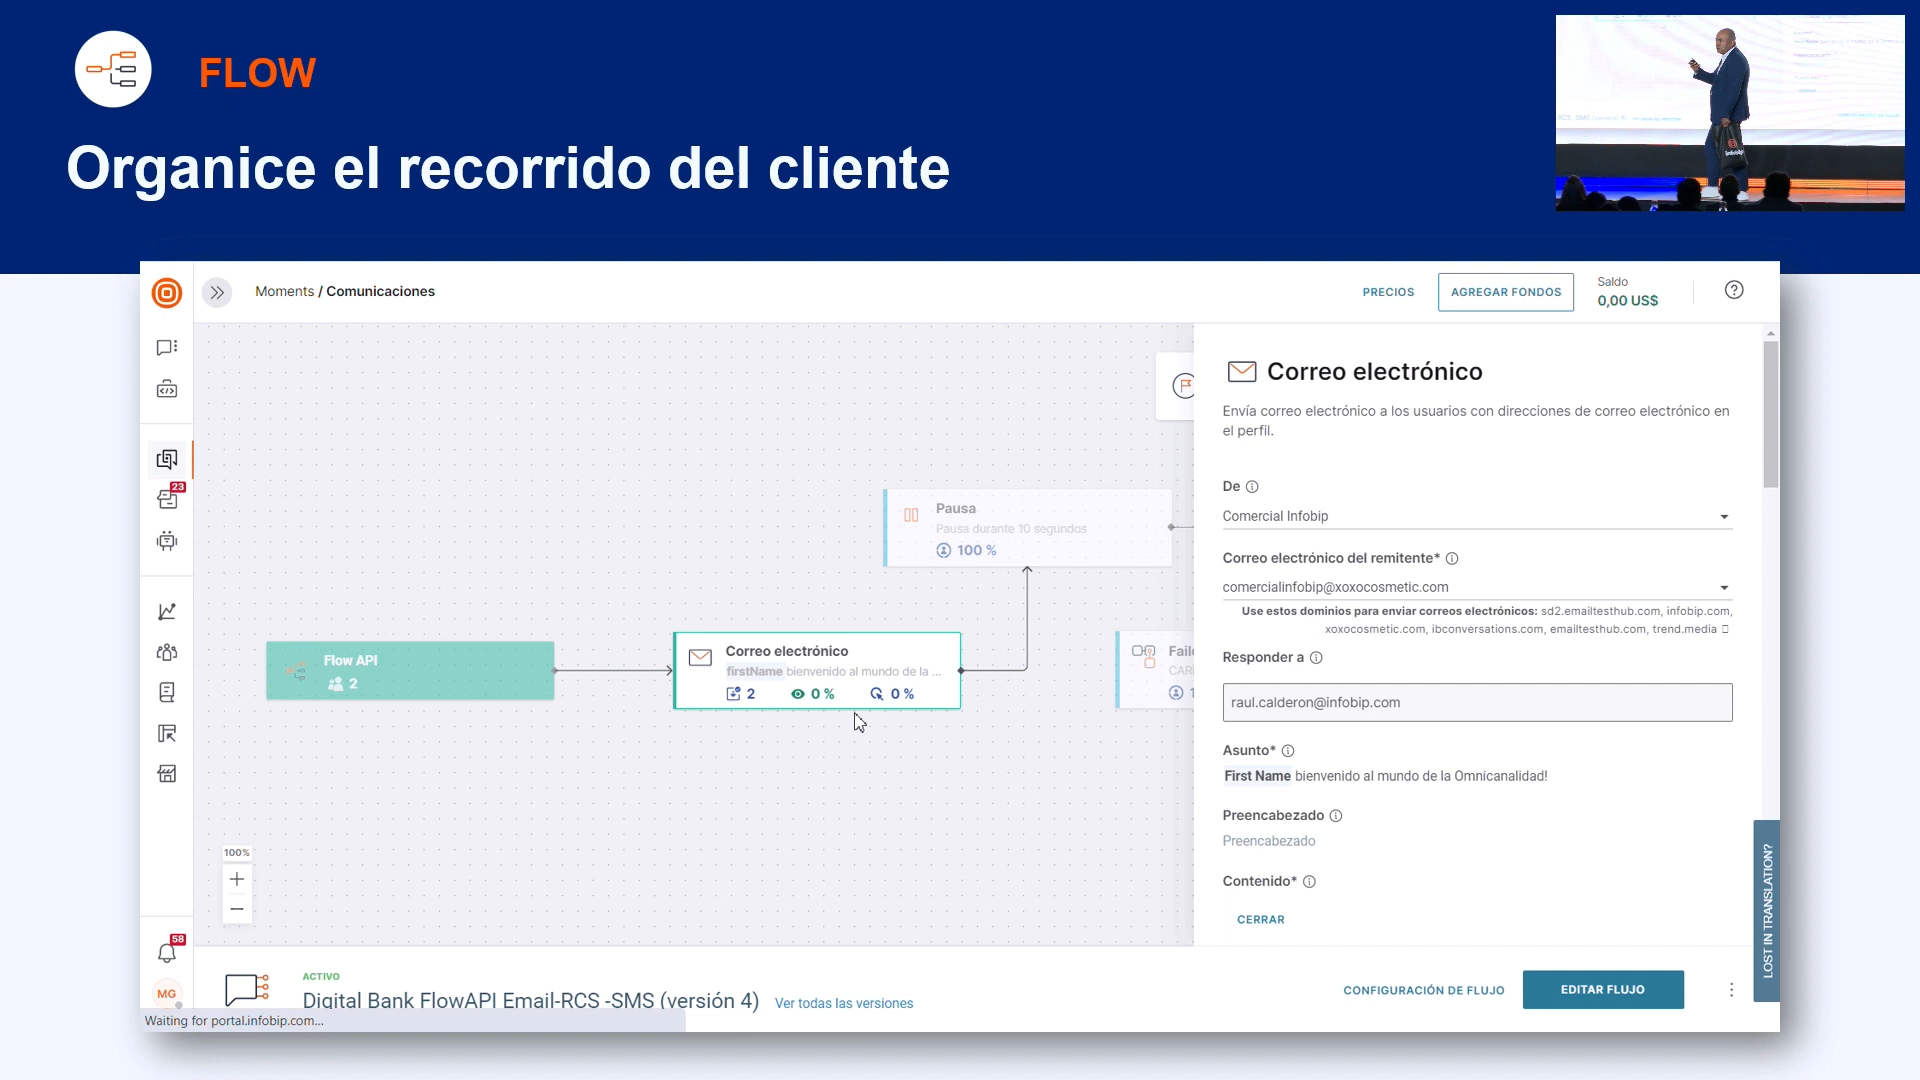 FLOW
Organice el recorrido del cliente
Moments / Comunicaciones
PRECIOS
AGREGAR FONDOS
Saldo
0,00 US$
23
Pausa
Pausa durante 10 segundos
100 %
Flow API
2
Correo electrónico
firstName bienvenido al mundo de la ...
2
0 %
0 %
100%
Correo electrónico
Envía correo electrónico a los usuarios con direcciones de correo electrónico en
el perfil.
De
Comercial Infobip
Correo electrónico del remitente*
comercialinfobip@xoxocosmetic.com
Use estos dominios para enviar correos electrónicos: sd2.emailtesthub.com, infobip.com,
xoxocosmetic.com, ibconversations.com, emailtesthub.com, trend.media
Responder a
raul.calderon@infobip.com
Asunto*
First Name bienvenido al mundo de la Omnicanalidad!
Preencabezado
Preencabezado
Contenido*
CERRAR
LOST IN TRANSLATION?
58
MG
ACTIVO
Digital Bank FlowAPI Email-RCS -SMS (versión 4)
Ver todas las versiones
CONFIGURACIÓN DE FLUJO
EDITAR FLUJO
Waiting for portal.infobip.com...